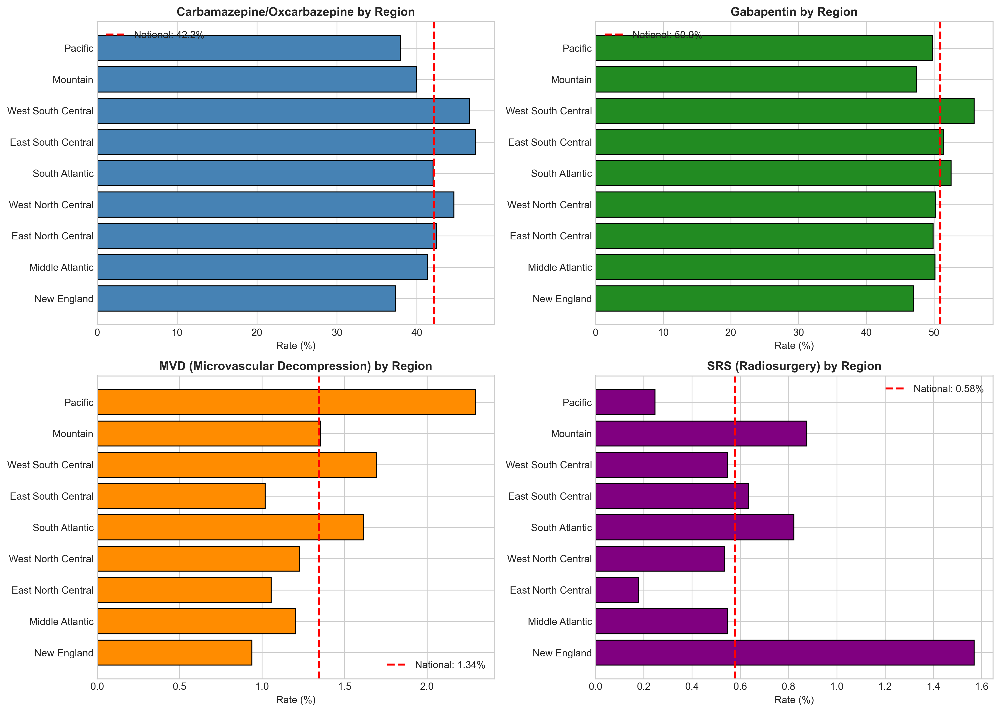 Carbamazepine/Oxcarbazepine by Region
National: 42.2%
Pacific
Mountain
West South Central
East South Central
South Atlantic
West North Central
East North Central
Middle Atlantic
New England
0 10 20 30 40
Rate (%)
Gabapentin by Region
National: 50.9%
Pacific
Mountain
West South Central
East South Central
South Atlantic
West North Central
East North Central
Middle Atlantic
New England
0 10 20 30 40 50
Rate (%)
MVD (Microvascular Decompression) by Region
Pacific
Mountain
West South Central
East South Central
South Atlantic
West North Central
East North Central
Middle Atlantic
New England
National: 1.34%
0.0 0.5 1.0 1.5 2.0
Rate (%)
SRS (Radiosurgery) by Region
National: 0.58%
Pacific
Mountain
West South Central
East South Central
South Atlantic
West North Central
East North Central
Middle Atlantic
New England
0.0 0.2 0.4 0.6 0.8 1.0 1.2 1.4 1.6
Rate (%)